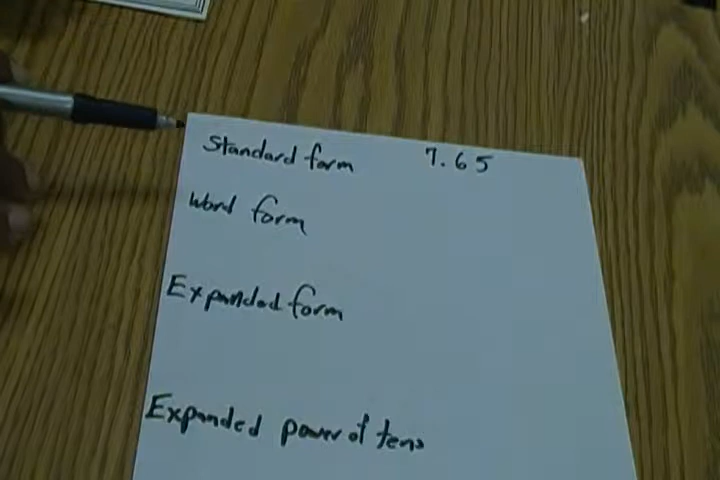 Standard form 7.65
Word form
Expanded form
Expanded power of tens